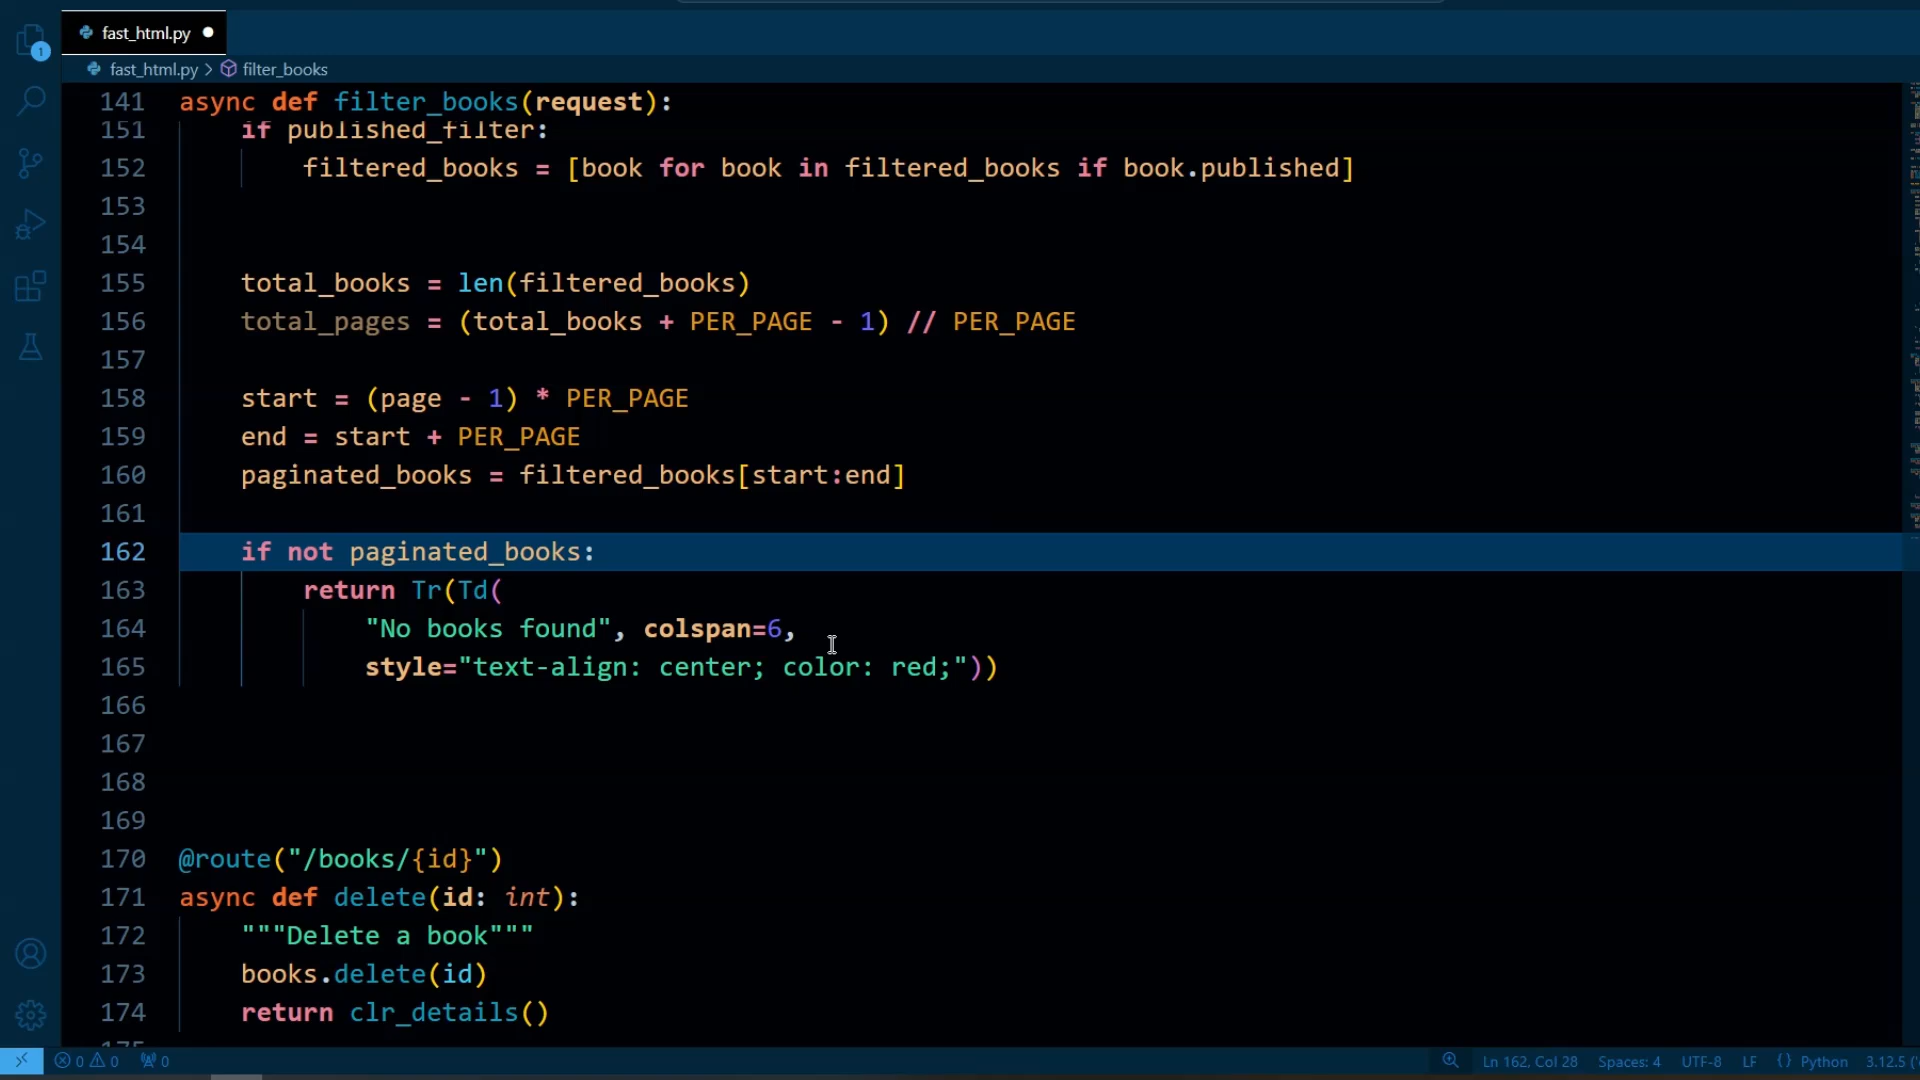 1
fast_html.py
fast_html.py > filter_books
141 async def filter_books(request):
151 if published_filter:
152 filtered_books = [book for book in filtered_books if book.published]
153
154
155 total_books = len(filtered_books)
156 total_pages = (total_books + PER_PAGE - 1) // PER_PAGE
157
158 start = (page - 1) * PER_PAGE
159 end = start + PER_PAGE
160 paginated_books = filtered_books[start:end]
161
162 if not paginated_books:
163 return Tr(Td(
164 "No books found", colspan=6,
165 style="text-align: center; color: red;"))
166
167
168
169
170 @route("/books/{id}")
171 async def delete(id: int):
172 """Delete a book"""
173 books.delete(id)
174 return clr_details()
0 0 0 Ln 162, Col 28 Spaces: 4 UTF-8 LF {} Python 3.12.5 ('